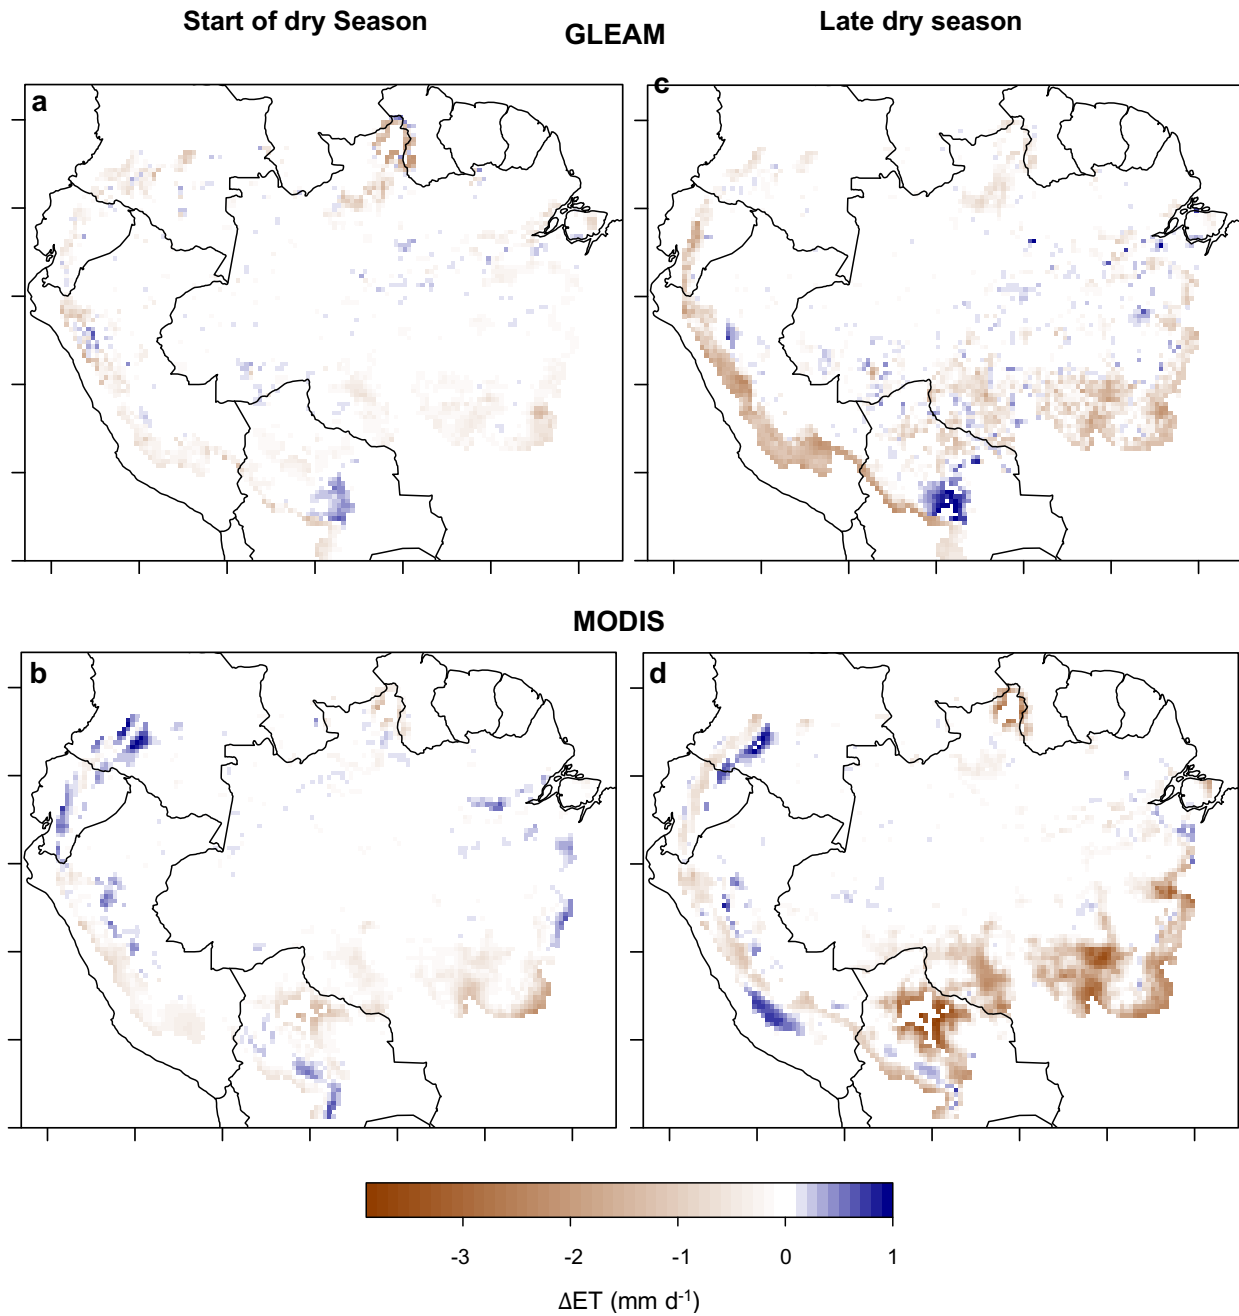 Start of dry Season
Late dry season
GLEAM
a
c
MODIS
b
d
-3
-2
-1
0
1
ΔET (mm d-1)